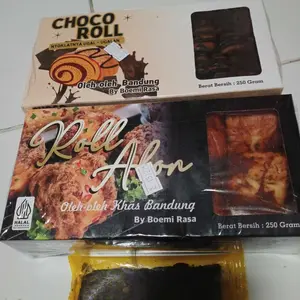 CHOCO
ROLL
Oleh-oleh Bandung
By Boemi Rasa
Berat Bersih : 250 Gram
Roll
Abon
Oleh-oleh Khas Bandung
By Boemi Rasa
HALAL
Berat Bersih : 250 Gram